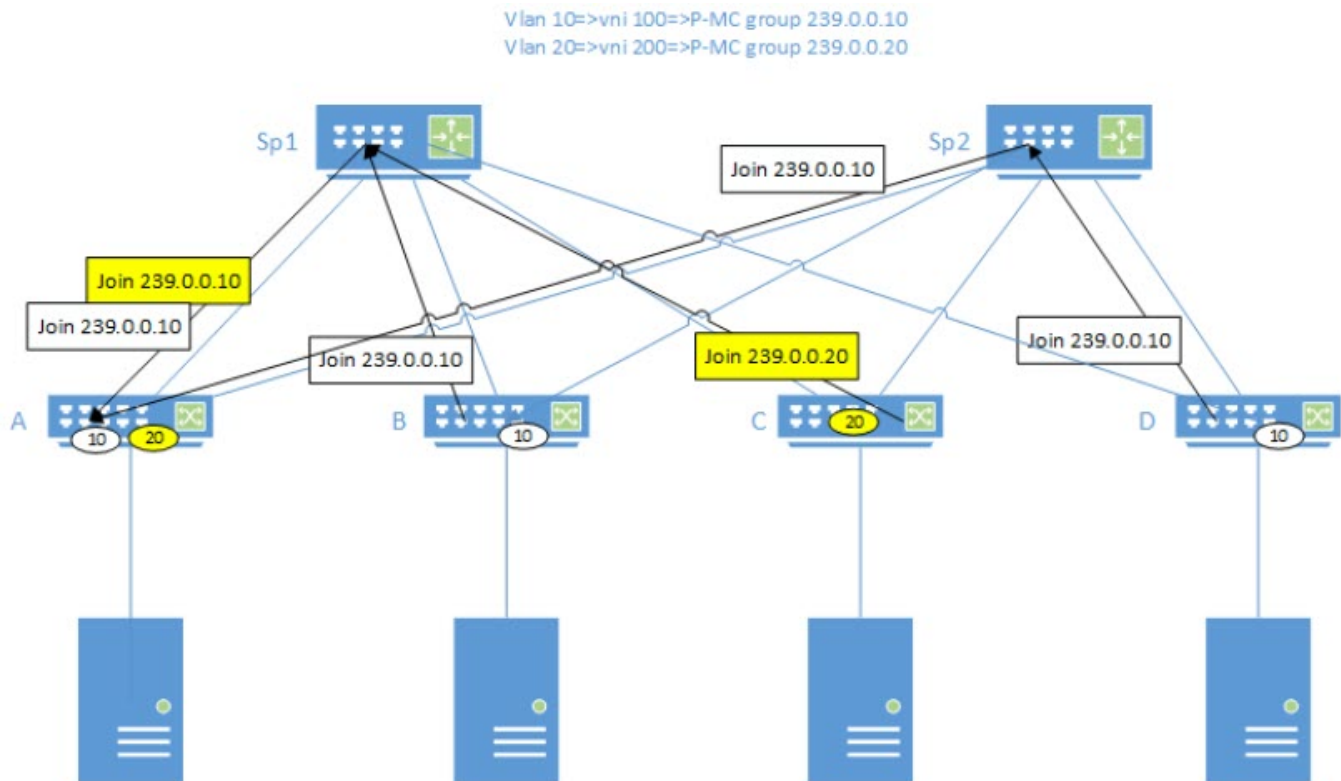 Vlan 10=>vni 100=>P-MC group 239.0.0.10
Vlan 20=>vni 200=>P-MC group 239.0.0.20
Sp1
Sp2
Join 239.0.0.10
Join 239.0.0.10
Join 239.0.0.10
Join 239.0.0.10
Join 239.0.0.20
Join 239.0.0.10
A
10
20
B
10
C
20
D
10